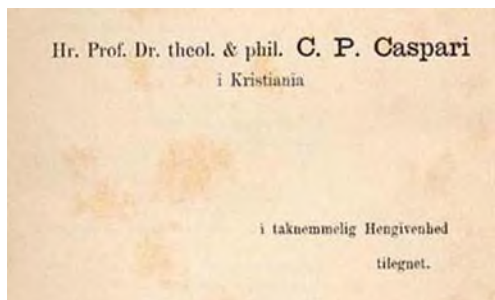 Hr. Prof. Dr. theol. & phil. C. P. Caspari
i Kristiania
i taknemmelig Hengivenhed
tilegnet.